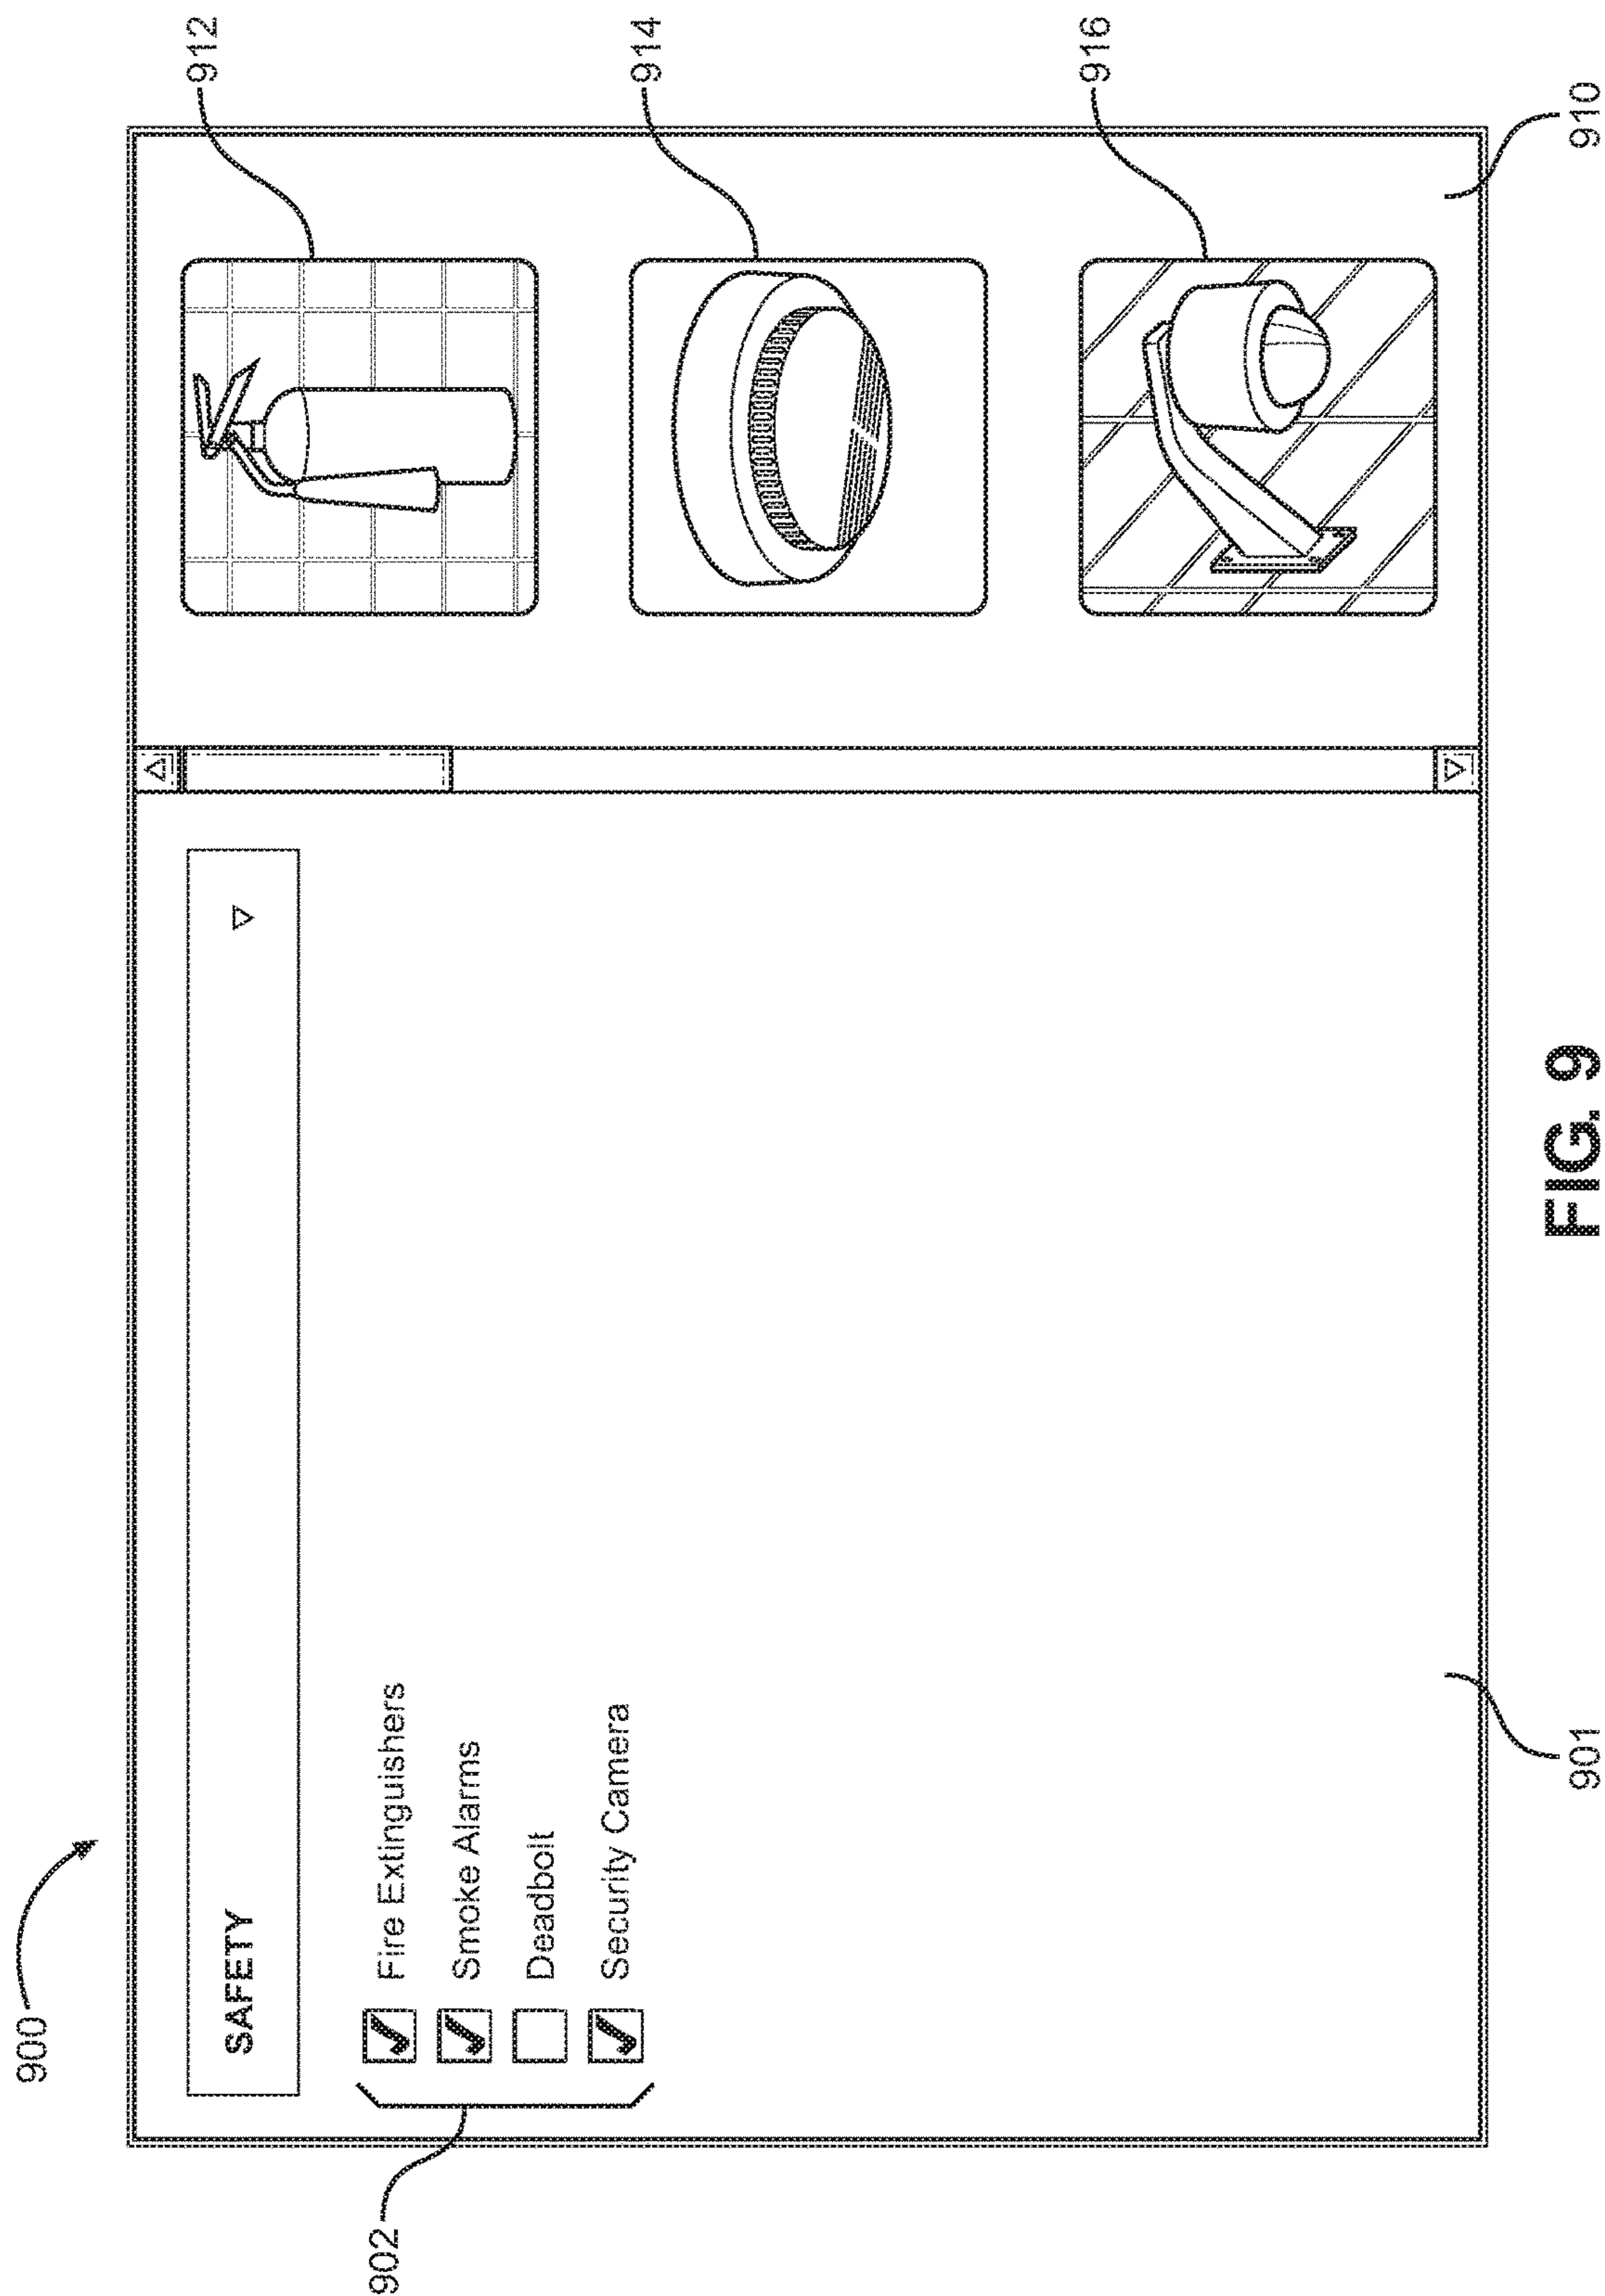 900
SAFETY
902
Fire Extinguishers
Smoke Alarms
Deadbolt
Security Camera
912
914
916
901
910
FIG. 9